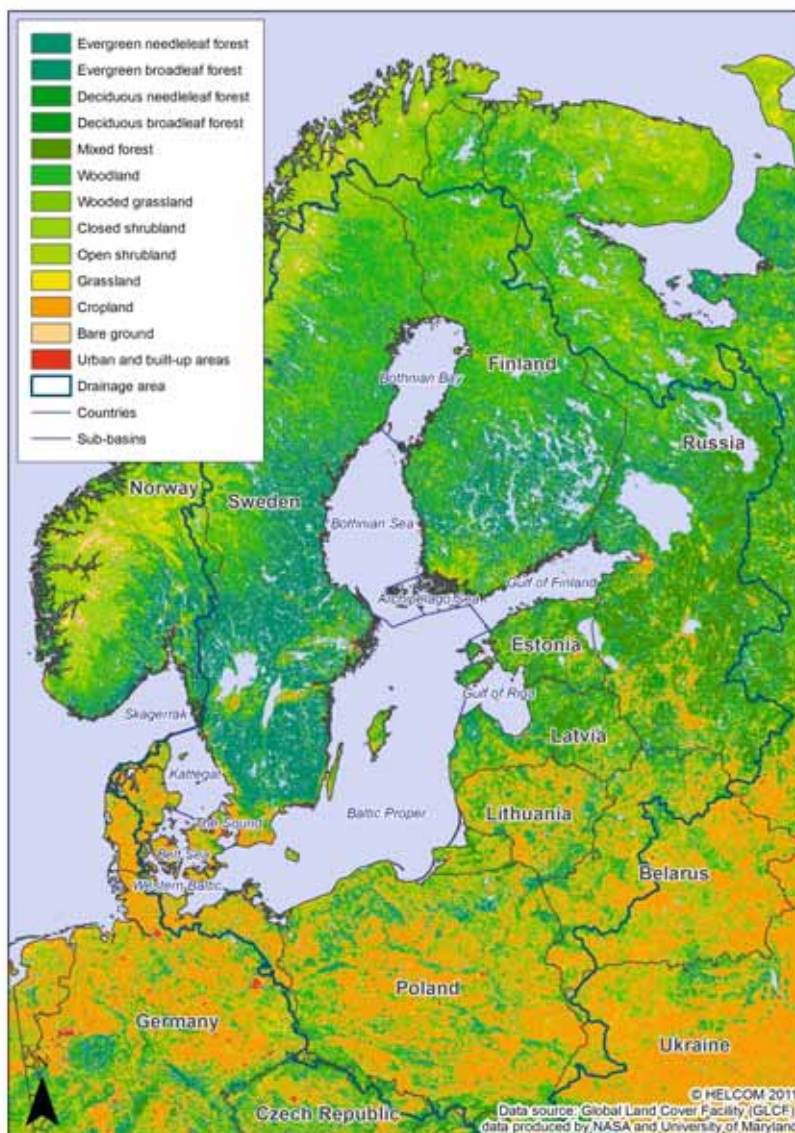 Evergreen needleleaf forest
Evergreen broadleaf forest
Deciduous needleleaf forest
Deciduous broadleaf forest
Mixed forest
Woodland
Wooded grassland
Closed shrubland
Open shrubland
Grassland
Cropland
Bare ground
Urban and built-up areas
Drainage area
Countries
Sub-basins
Bothnian Bay
Finland
Russia
Norway
Sweden
Bothnian Sea
Gulf of Finland
Archipelago Sea
Estonia
Gulf of Riga
Skagerrak
Latvia
Kattegat
Baltic Proper
Lithuania
The Sound
Belt Sea
Western Baltic
Belarus
Poland
Germany
Ukraine
Czech Republic
© HELCOM 2011
Data source: Global Land Cover Facility (GLCF)
data produced by NASA and University of Maryland